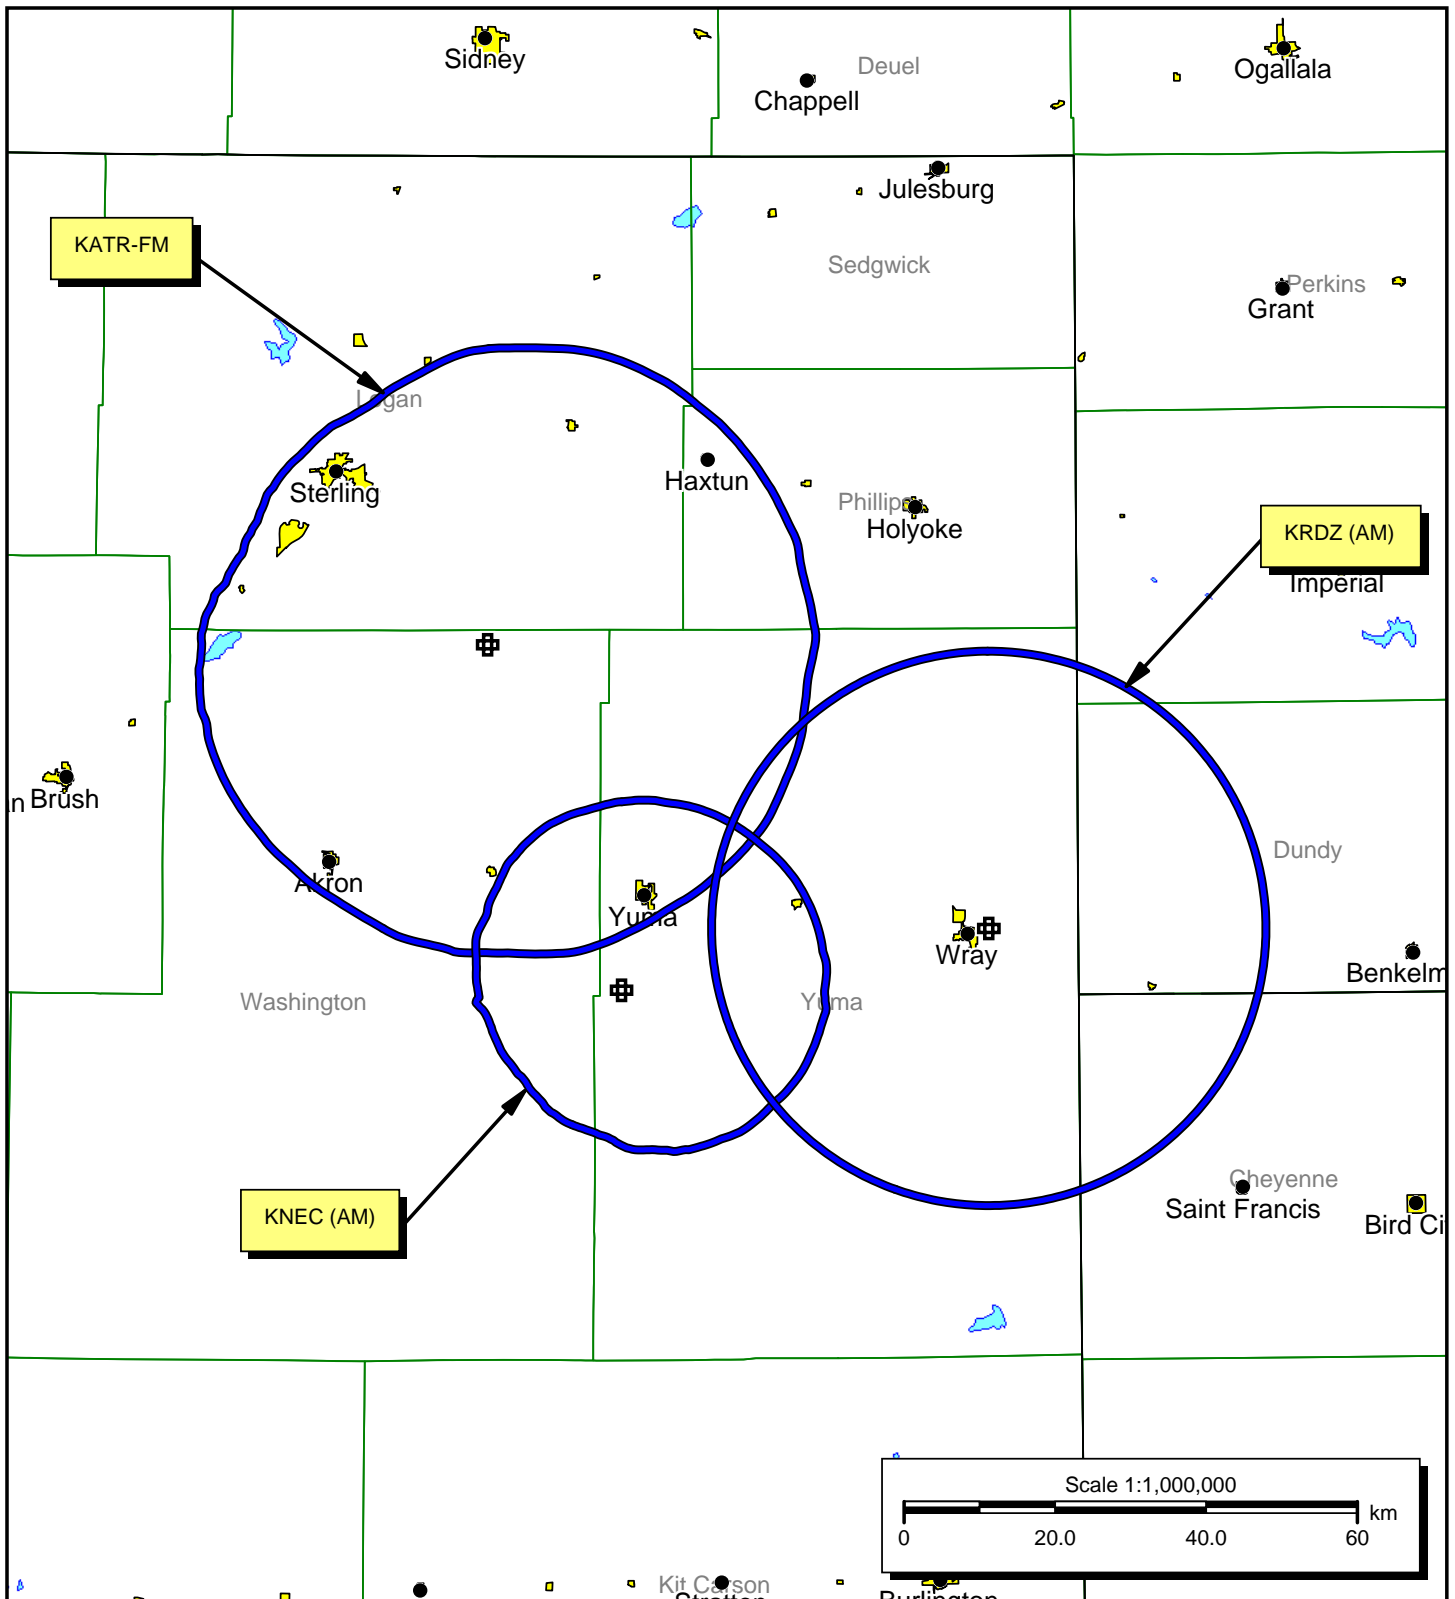 Sidney
Deuel
Ogallala
Chappell
Julesburg
KATR-FM
Sedgwick
Perkins
Grant
Logan
Sterling
Haxtun
Phillips
Holyoke
KRDZ (AM)
Imperial
Brush
Dundy
Akron
Yuma
Wray
Benkelm
Washington
Yuma
Cheyenne
Saint Francis
KNEC (AM)
Bird Ci
Scale 1:1,000,000
km
0 20.0 40.0 60
Kit Carson
Stratton
Burlington